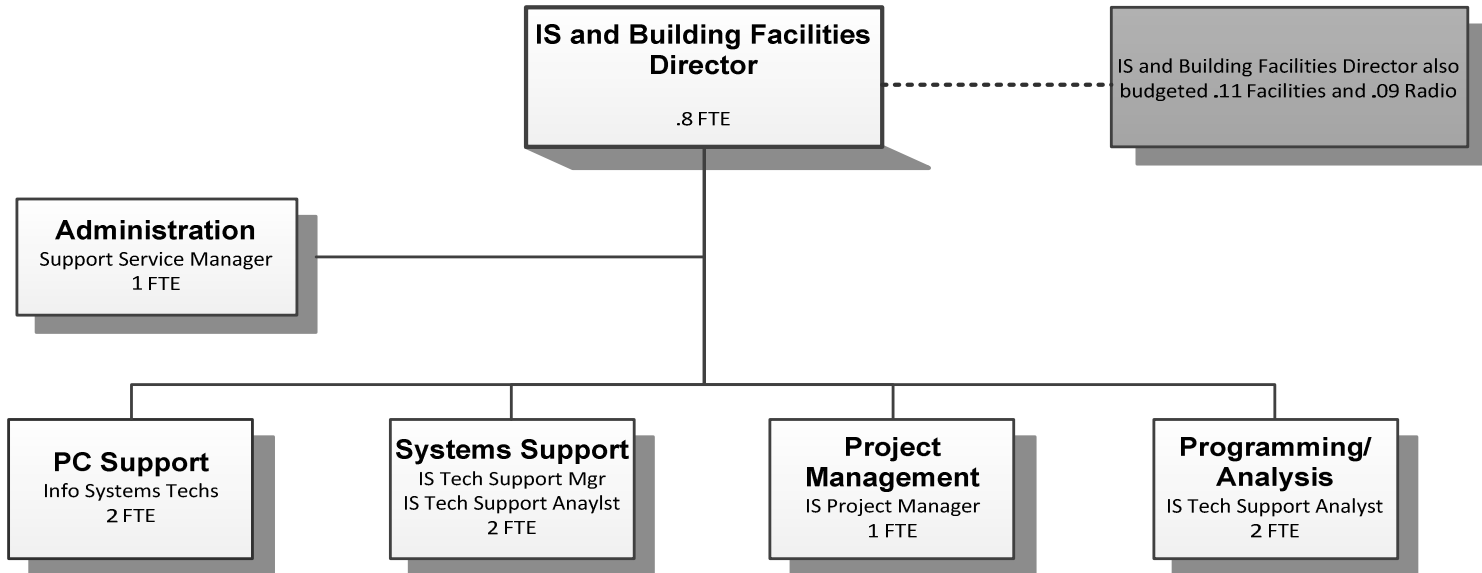 IS and Building Facilities
Director
.8 FTE
IS and Building Facilities Director also
budgeted .11 Facilities and .09 Radio
Administration
Support Service Manager
1 FTE
PC Support
Info Systems Techs
2 FTE
Systems Support
IS Tech Support Mgr
IS Tech Support Anaylst
2 FTE
Project
Management
IS Project Manager
1 FTE
Programming/
Analysis
IS Tech Support Analyst
2 FTE